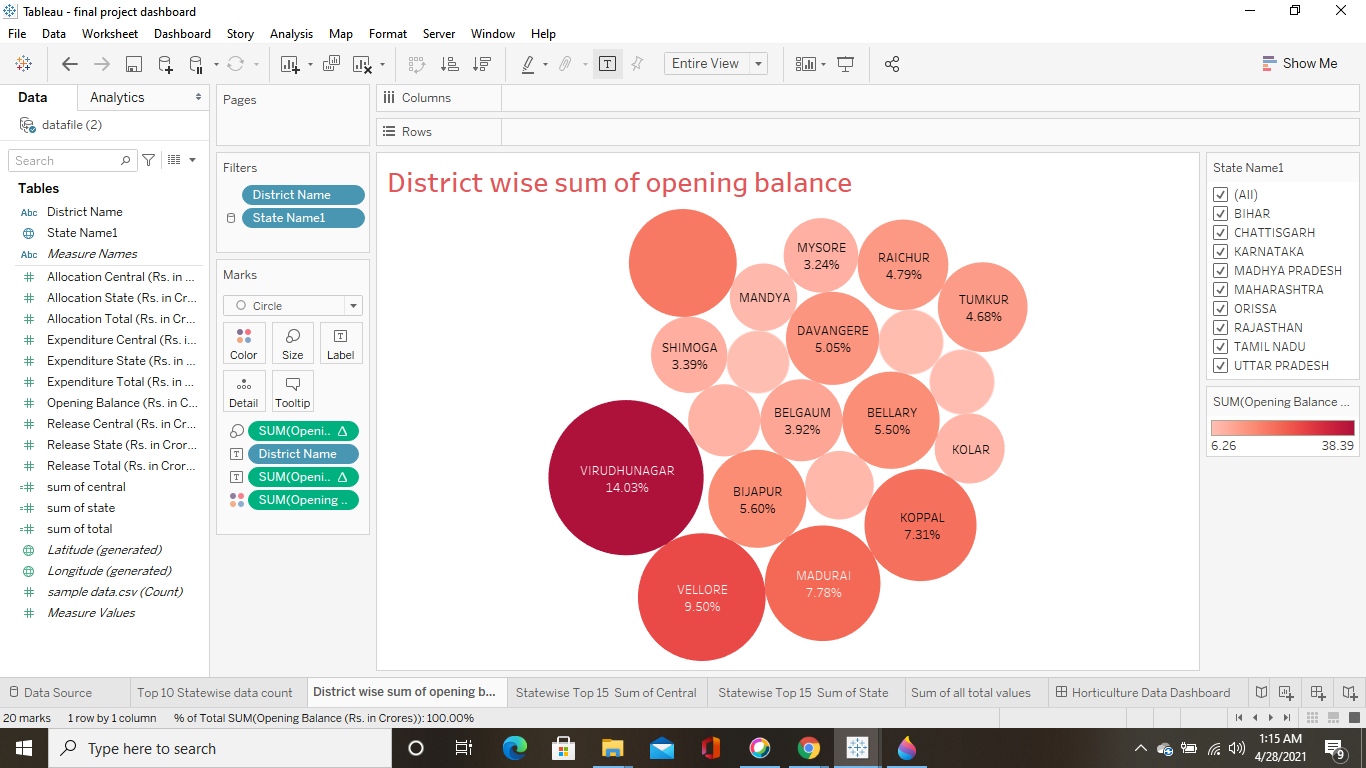 Tableau - final project dashboard
File Data Worksheet Dashboard Story Analysis Map Format Server Window Help
Entire View
Show Me
Data Analytics
datafile (2)
Search
Tables
Abc District Name
State Name1
Abc Measure Names
Allocation Central (Rs. in ...
Allocation State (Rs. in Cr...
Allocation Total (Rs. in Cr...
Expenditure Central (Rs. i...
Expenditure State (Rs. in ...
Expenditure Total (Rs. in ...
Opening Balance (Rs. in C...
Release Central (Rs. in Cr...
Release State (Rs. in Cror...
Release Total (Rs. in Cror...
sum of central
sum of state
sum of total
Latitude (generated)
Longitude (generated)
sample data.csv (Count)
Measure Values
Pages
Filters
District Name
State Name1
Marks
Circle
Color Size Label
Detail Tooltip
SUM(Openi..
District Name
SUM(Openi..
SUM(Opening ..
Columns
Rows
District wise sum of opening balance
MYSORE
3.24%
RAICHUR
4.79%
MANDYA
TUMKUR
4.68%
DAVANGERE
5.05%
SHIMOGA
3.39%
BELGAUM
3.92%
BELLARY
5.50%
KOLAR
VIRUDHUNAGAR
14.03%
BIJAPUR
5.60%
KOPPAL
7.31%
VELLORE
9.50%
MADURAI
7.78%
State Name1
(All)
BIHAR
CHATTISGARH
KARNATAKA
MADHYA PRADESH
MAHARASHTRA
ORISSA
RAJASTHAN
TAMIL NADU
UTTAR PRADESH
SUM(Opening Balance ...
6.26 38.39
Data Source Top 10 Statewise data count District wise sum of opening b... Statewise Top 15 Sum of Central Statewise Top 15 Sum of State Sum of all total values Horticulture Data Dashboard
20 marks 1 row by 1 column % of Total SUM(Opening Balance (Rs. in Crores)): 100.00%
Type here to search
1:15 AM
4/28/2021
9